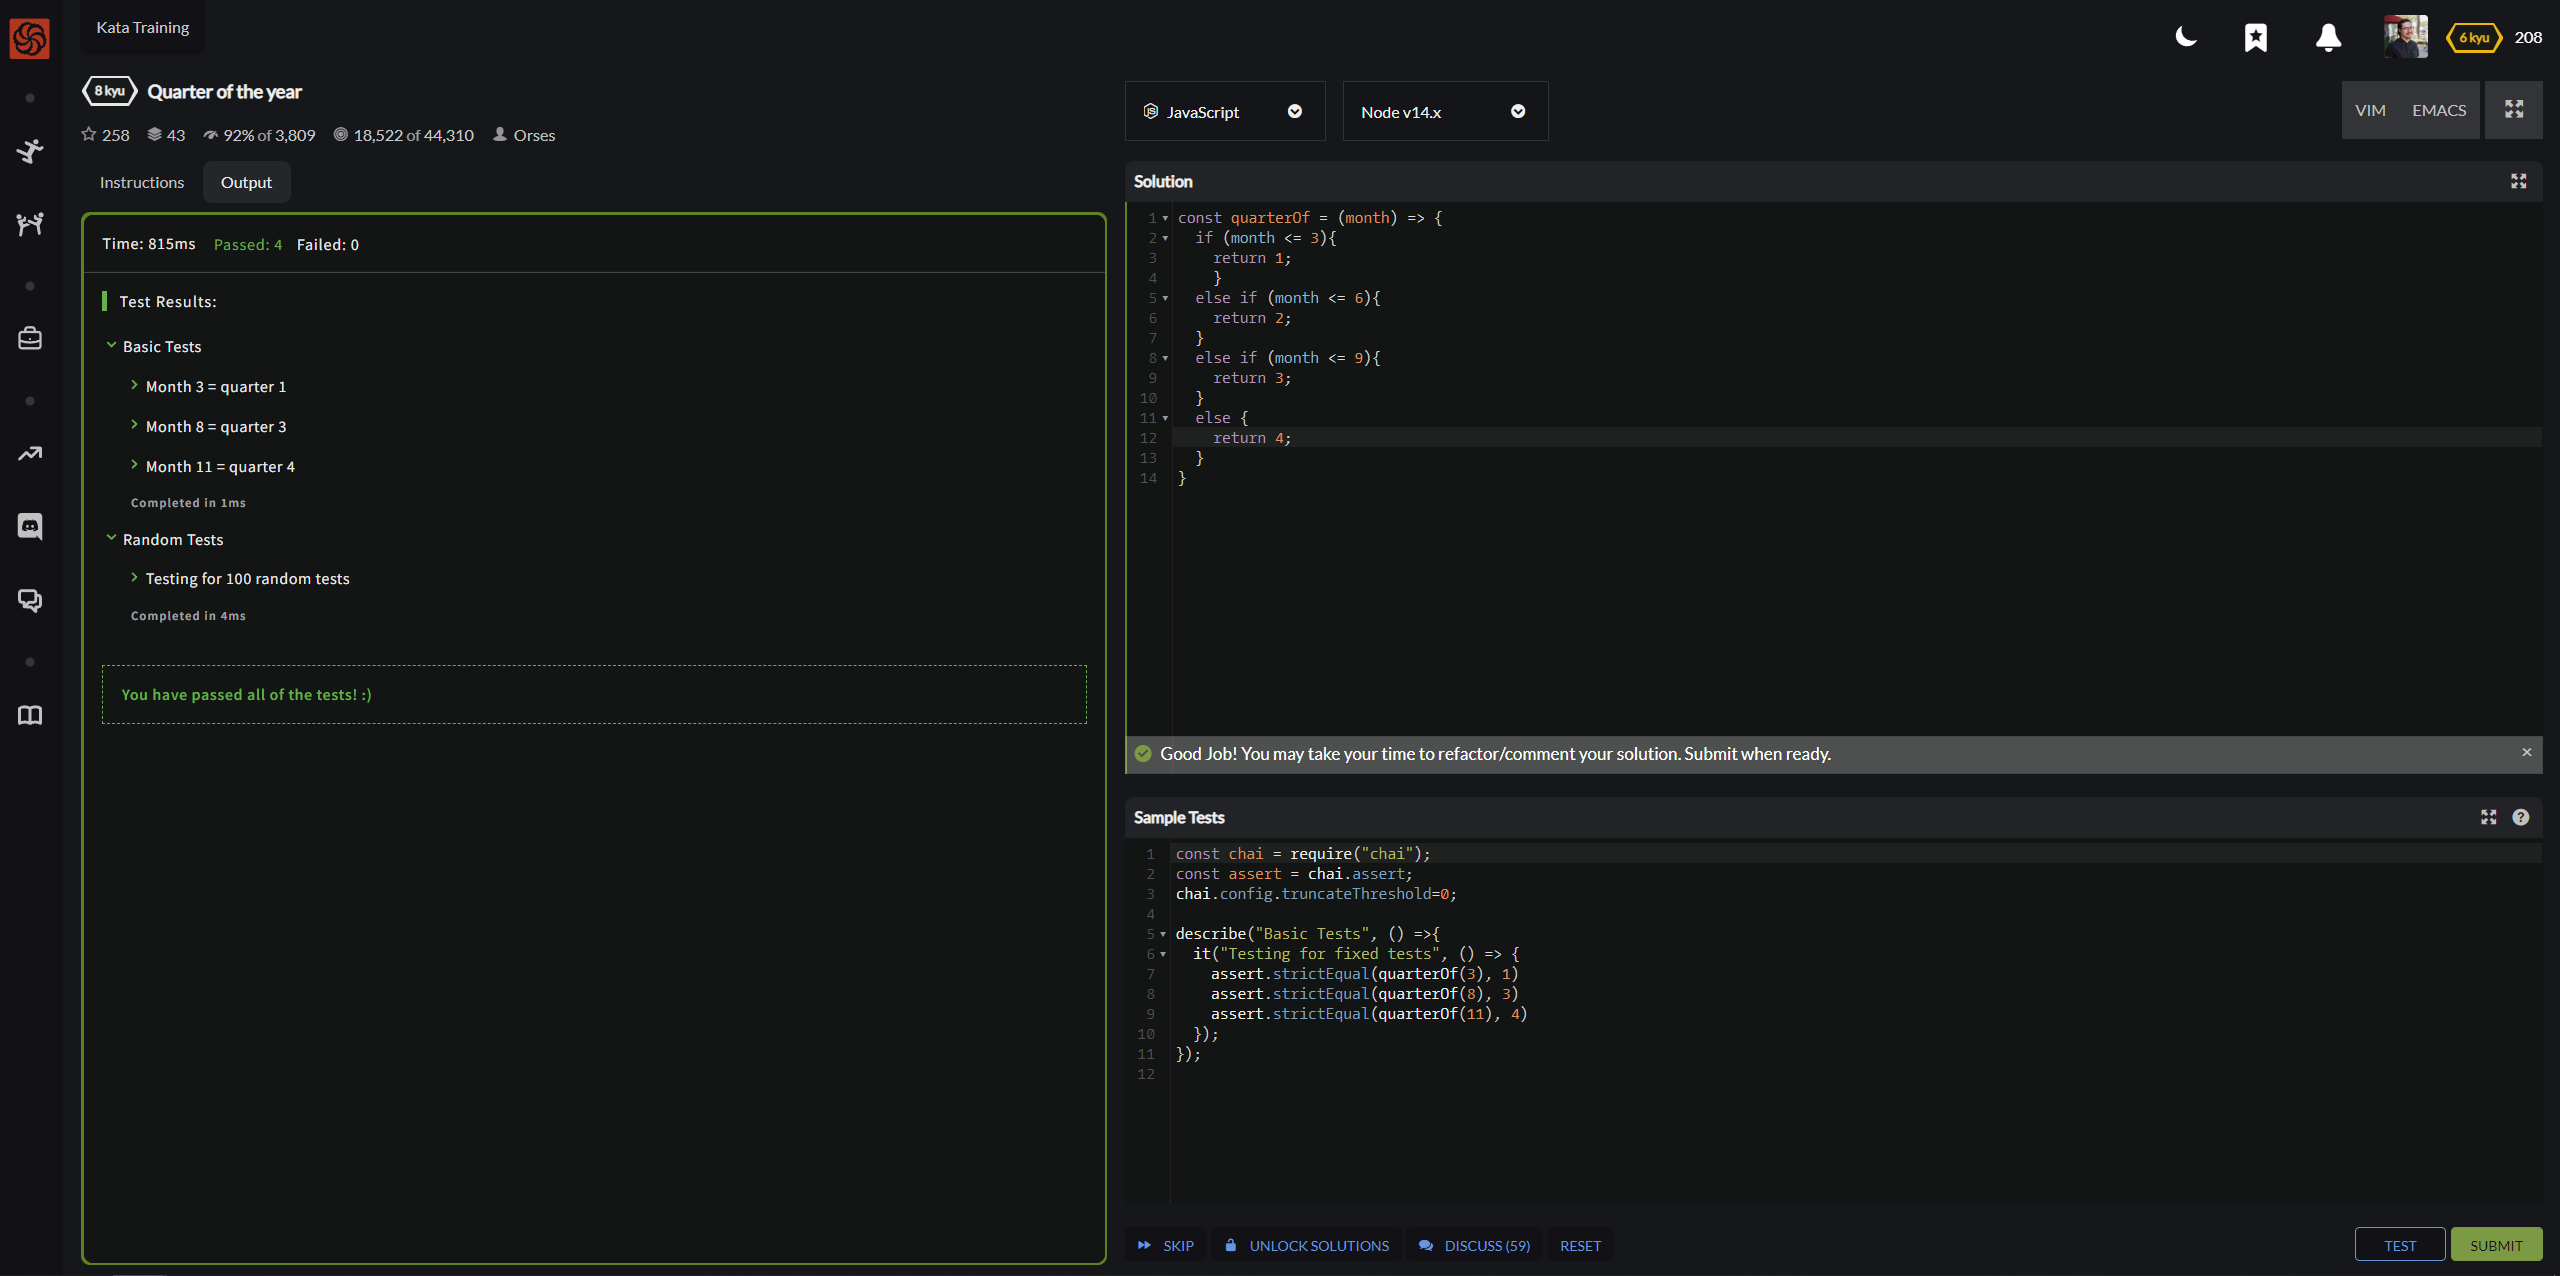 Kata Training
6 kyu 208
8 kyu Quarter of the year
258 43 92% of 3,809 18,522 of 44,310 Orses
Instructions Output
Time: 815ms Passed: 4 Failed: 0
Test Results:
Basic Tests
Month 3 = quarter 1
Month 8 = quarter 3
Month 11 = quarter 4
Completed in 1ms
Random Tests
Testing for 100 random tests
Completed in 4ms
You have passed all of the tests! :)
JavaScript Node v14.x VIM EMACS
Solution
1 const quarterOf = (month) => {
2 if (month <= 3){
3 return 1;
4 }
5 else if (month <= 6){
6 return 2;
7 }
8 else if (month <= 9){
9 return 3;
10 }
11 else {
12 return 4;
13 }
14 }
Good Job! You may take your time to refactor/comment your solution. Submit when ready.
Sample Tests
1 const chai = require("chai");
2 const assert = chai.assert;
3 chai.config.truncateThreshold=0;
4
5 describe("Basic Tests", () =>{
6 it("Testing for fixed tests", () => {
7 assert.strictEqual(quarterOf(3), 1)
8 assert.strictEqual(quarterOf(8), 3)
9 assert.strictEqual(quarterOf(11), 4)
10 });
11 });
12
SKIP UNLOCK SOLUTIONS DISCUSS (59) RESET TEST SUBMIT